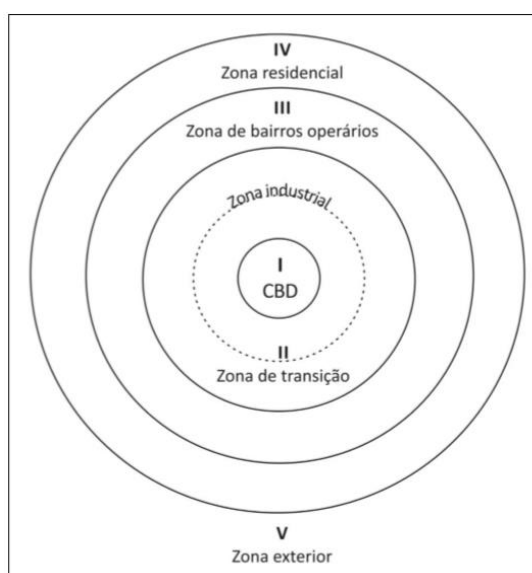 IV
Zona residencial
III
Zona de bairros operários
Zona industrial
I
CBD
II
Zona de transição
V
Zona exterior